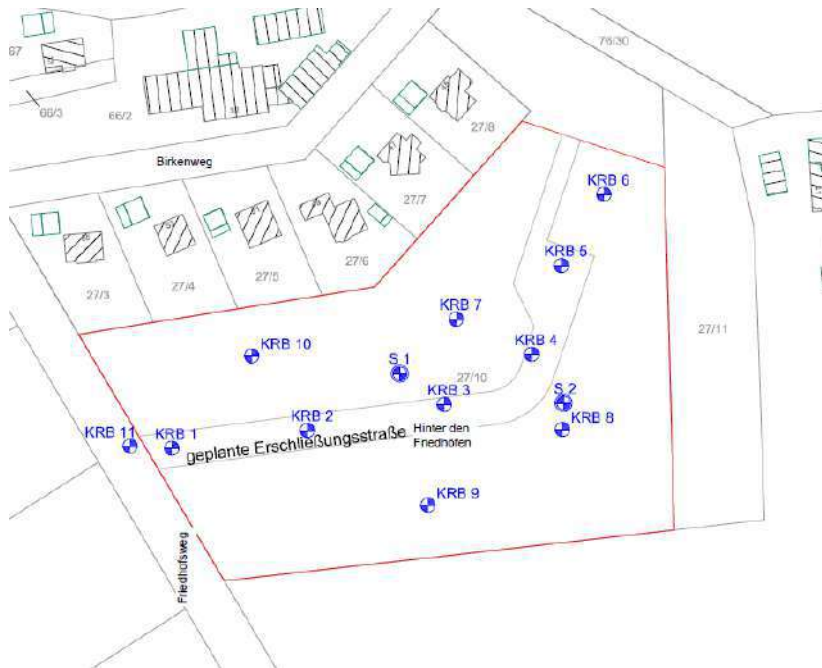 76/30
67
66/3
66/2
27/8
Birkenweg
27/7
KRB 6
27/6
27/5
27/4
27/3
KRB 5
27/11
KRB 7
KRB 10
KRB 4
S 1
27/10
KRB 3
S 2
KRB 2
KRB 8
KRB 11
KRB 1
geplante Erschließungsstraße
Hinter den
Friedhöfen
KRB 9
Friedhofsweg